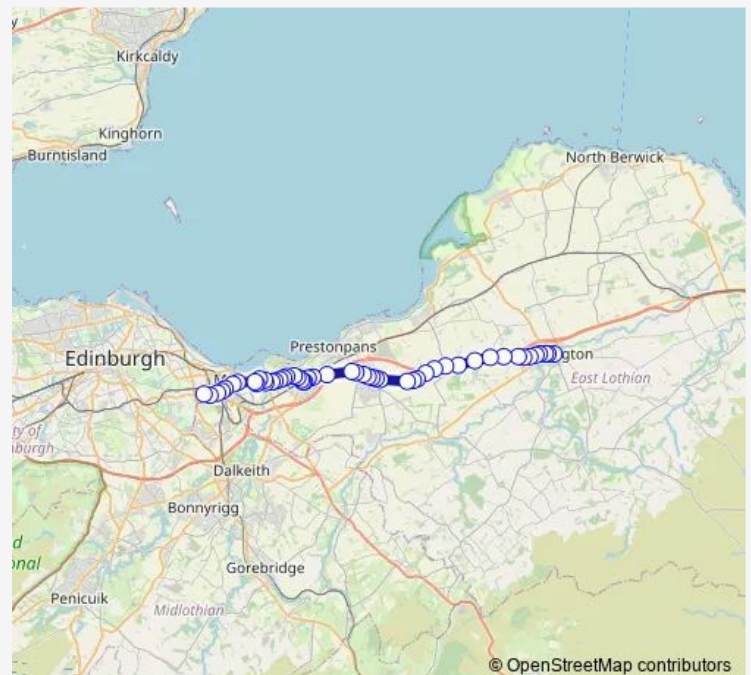 y
Kirkcaldy
Kinghorn
Burntisland
North Berwick
Prestonpans
Edinburgh
M
gton
East Lothian
ty of
nburgh
Dalkeith
Bonnyrigg
d
onal
Gorebridge
Penicuik
Midlothian
© OpenStreetMap contributors